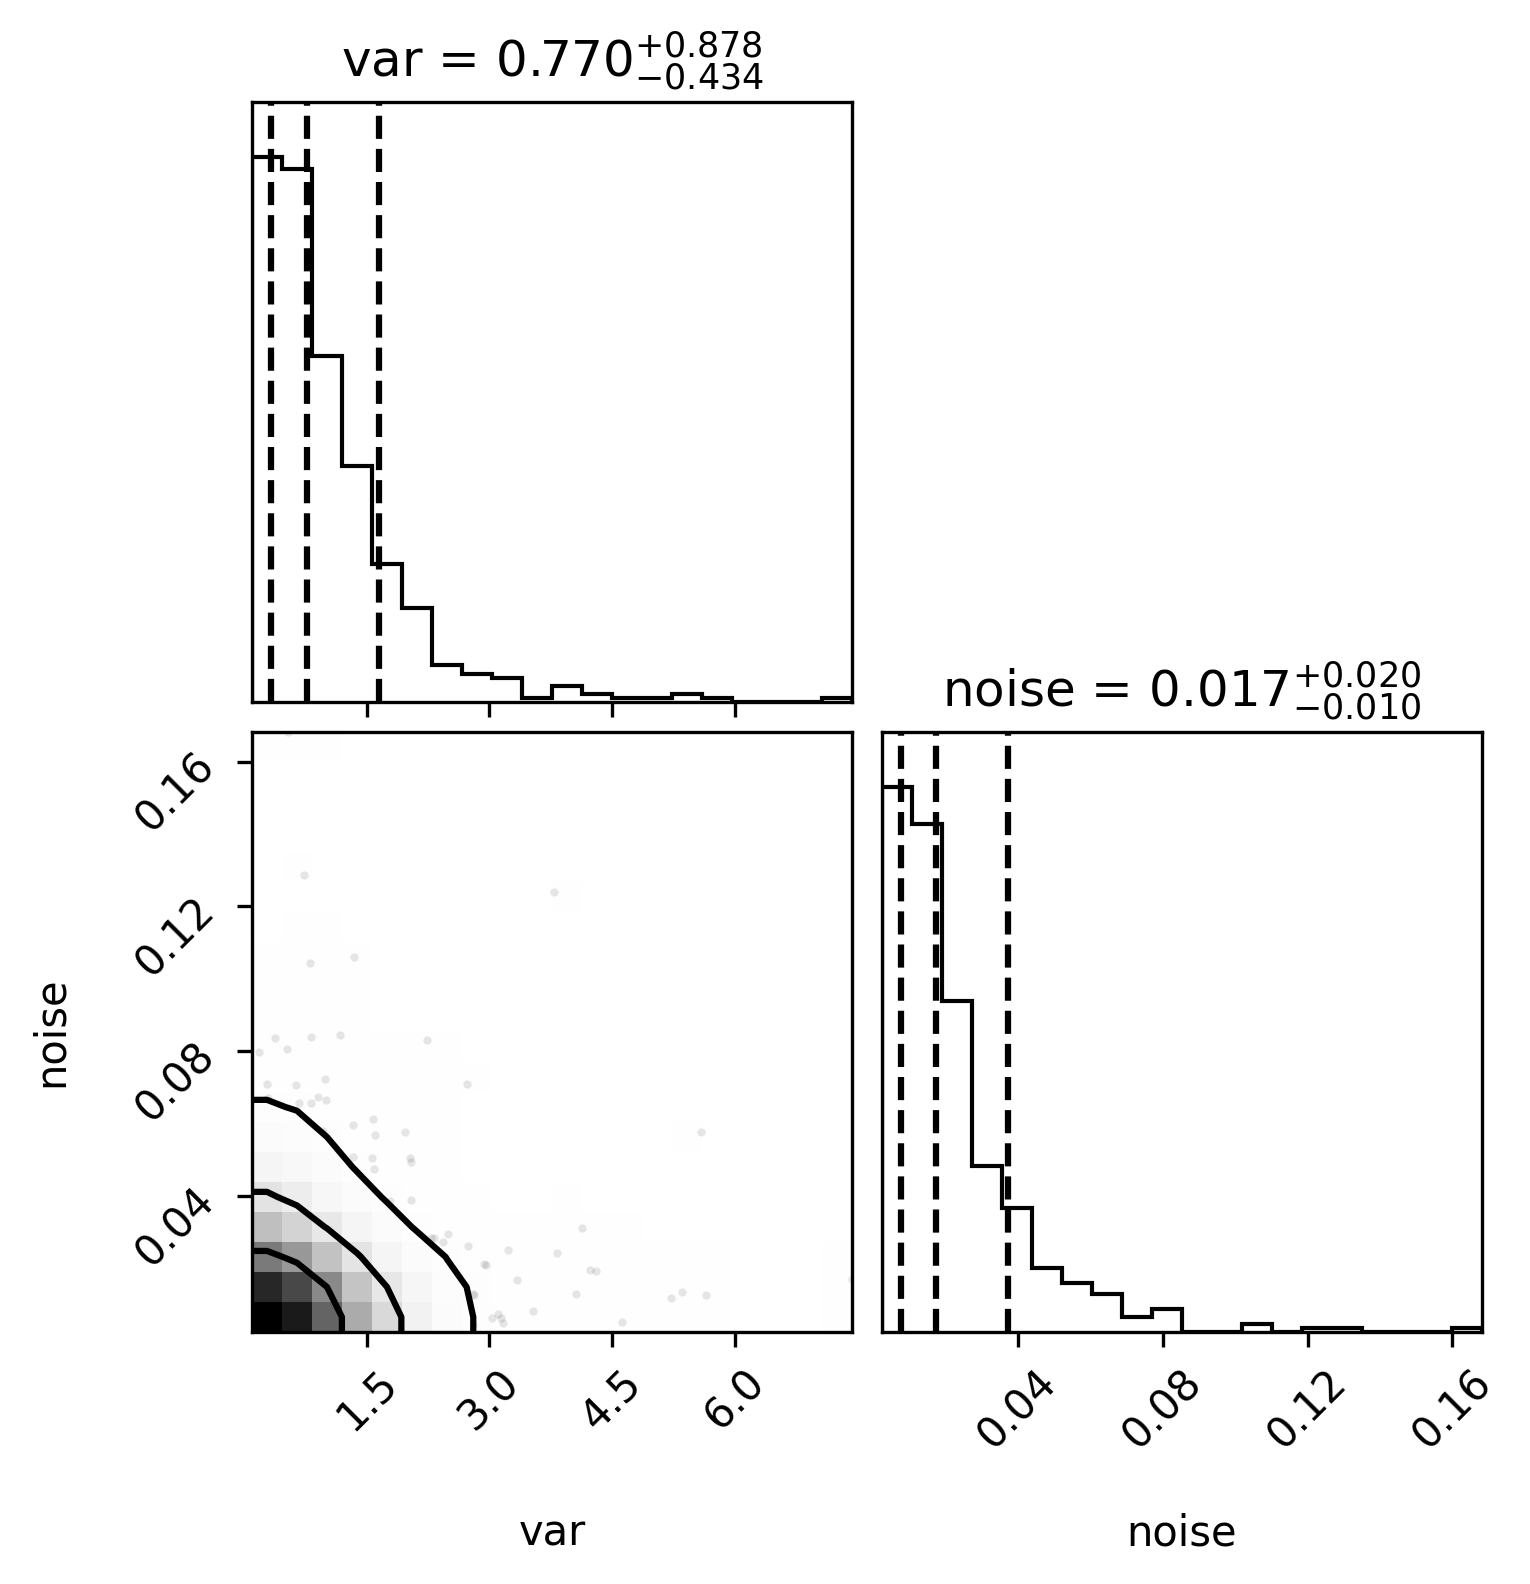 var = 0.770+0.878−0.434
noise = 0.017+0.020−0.010
0.16
0.12
0.08
0.04
noise
1.5 3.0 4.5 6.0
0.04 0.08 0.12 0.16
var
noise